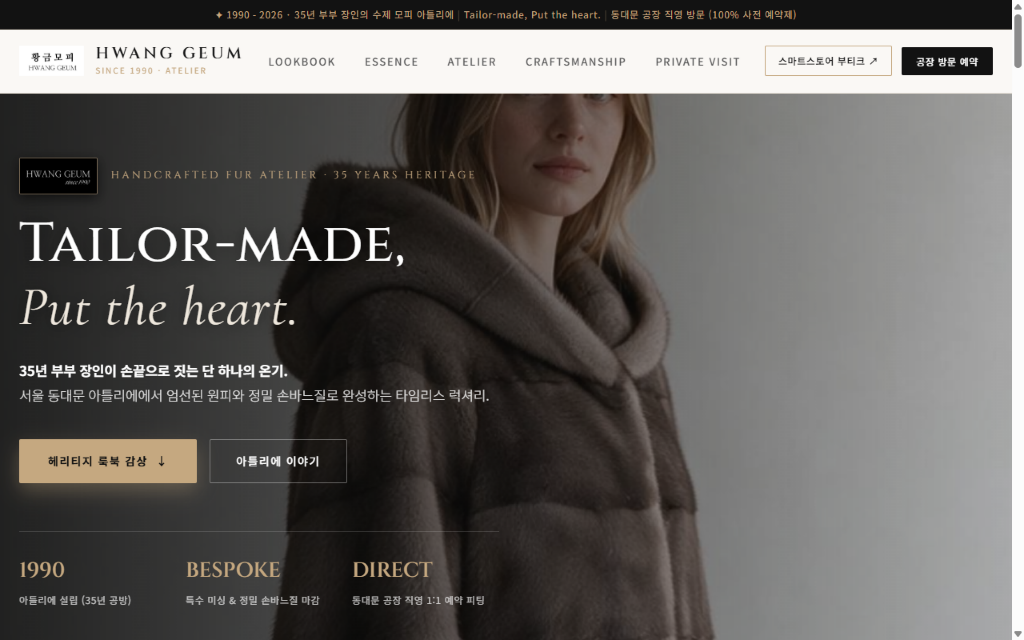 ✦ 1990 - 2026 · 35년 부부 장인의 수제 모피 아틀리에 | Tailor-made, Put the heart. | 동대문 공장 직영 방문 (100% 사전 예약제)
황금모피
HWANG GEUM
HWANG GEUM
SINCE 1990 · ATELIER
LOOKBOOK
ESSENCE
ATELIER
CRAFTSMANSHIP
PRIVATE VISIT
스마트스토어 부티크 ↗
공장 방문 예약
HWANG GEUM
since 1990
HANDCRAFTED FUR ATELIER · 35 YEARS HERITAGE
TAILOR-MADE,
Put the heart.
35년 부부 장인이 손끝으로 짓는 단 하나의 온기.
서울 동대문 아틀리에에서 엄선된 원피와 정밀 손바느질로 완성하는 타임리스 럭셔리.
헤리티지 룩북 감상 ↓
아틀리에 이야기
1990
아틀리에 설립 (35년 공방)
BESPOKE
특수 미싱 & 정밀 손바느질 마감
DIRECT
동대문 공장 직영 1:1 예약 피팅